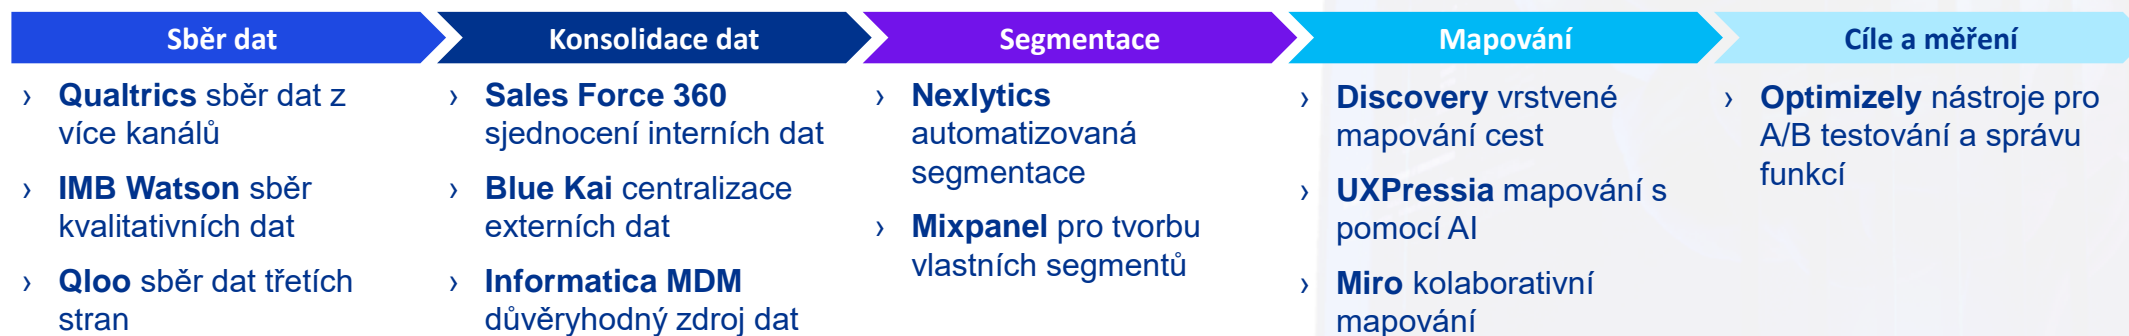 Sběr dat
› Qualtrics sběr dat z
více kanálů
› IMB Watson sběr
kvalitativních dat
› Qloo sběr dat třetích
stran
Konsolidace dat
› Sales Force 360
sjednocení interních dat
› Blue Kai centralizace
externích dat
› Informatica MDM
důvěryhodný zdroj dat
Segmentace
› Nexlytics
automatizovaná
segmentace
› Mixpanel pro tvorbu
vlastních segmentů
Mapování
› Discovery vrstvené
mapování cest
› UXPressia mapování s
pomocí AI
› Miro kolaborativní
mapování
Cíle a měření
› Optimizely nástroje pro
A/B testování a správu
funkcí